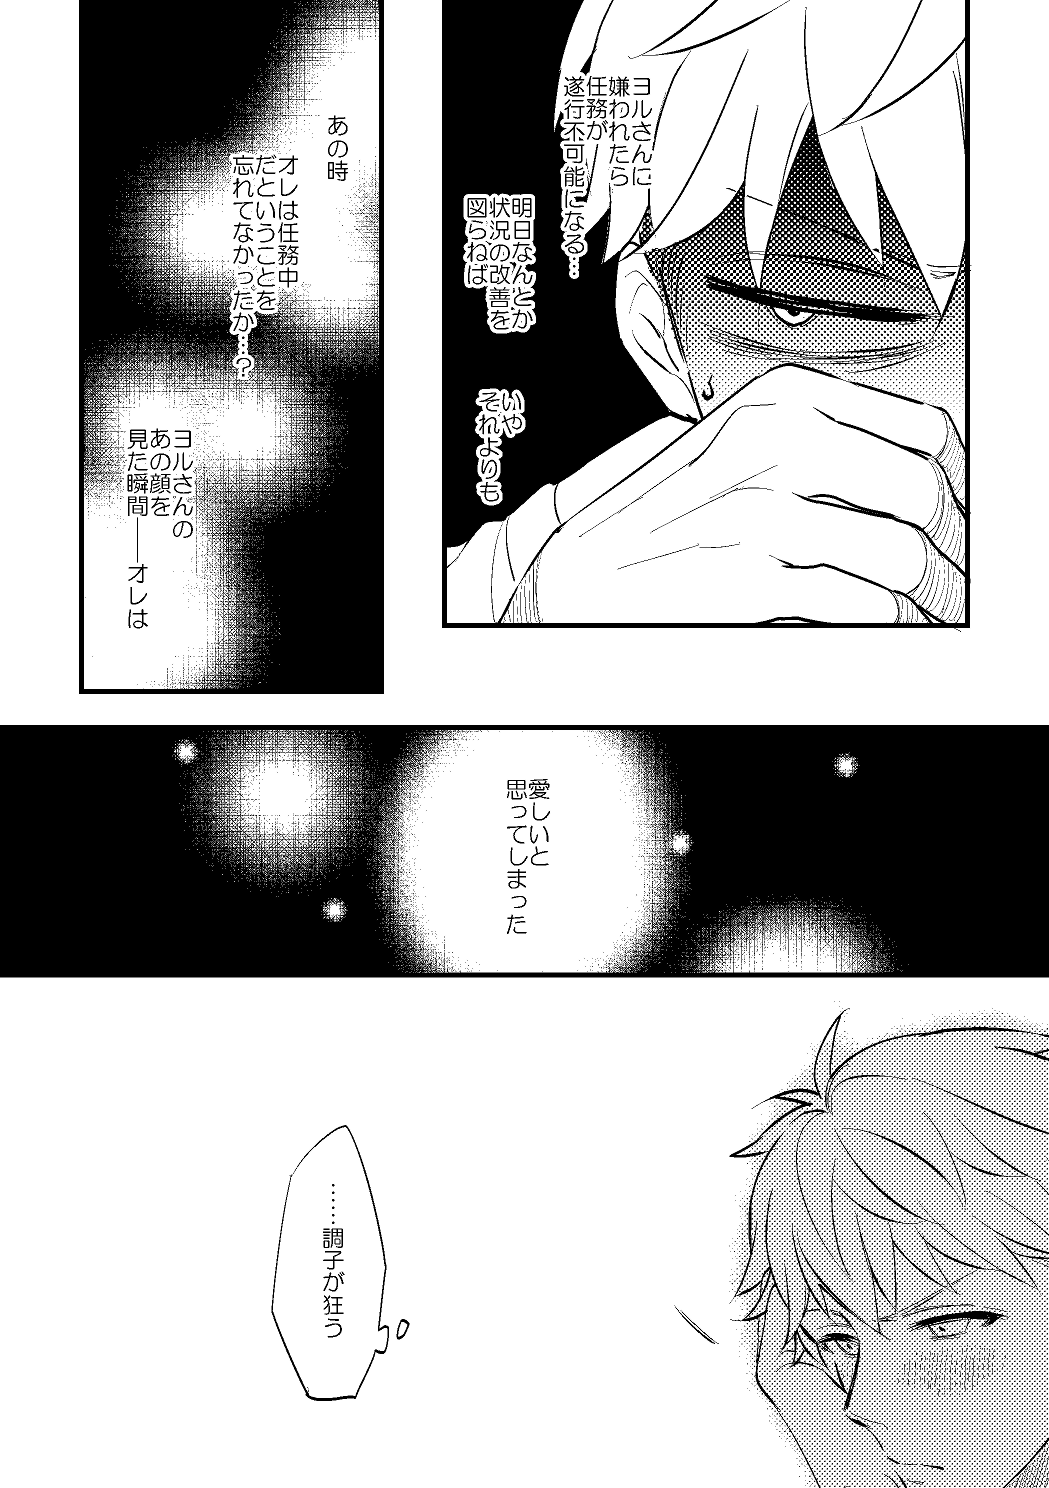 ヨルさんに
嫌われたら
任務が
遂行不可能になる…
明日なんとか
状況の改善を
図らねば
いや
それよりも
あの時
オレは任務中
だということを
忘れてなかったか…?
ヨルさんの
あの顔を
見た瞬間――オレは
愛しいと
思ってしまった
……調子が狂う